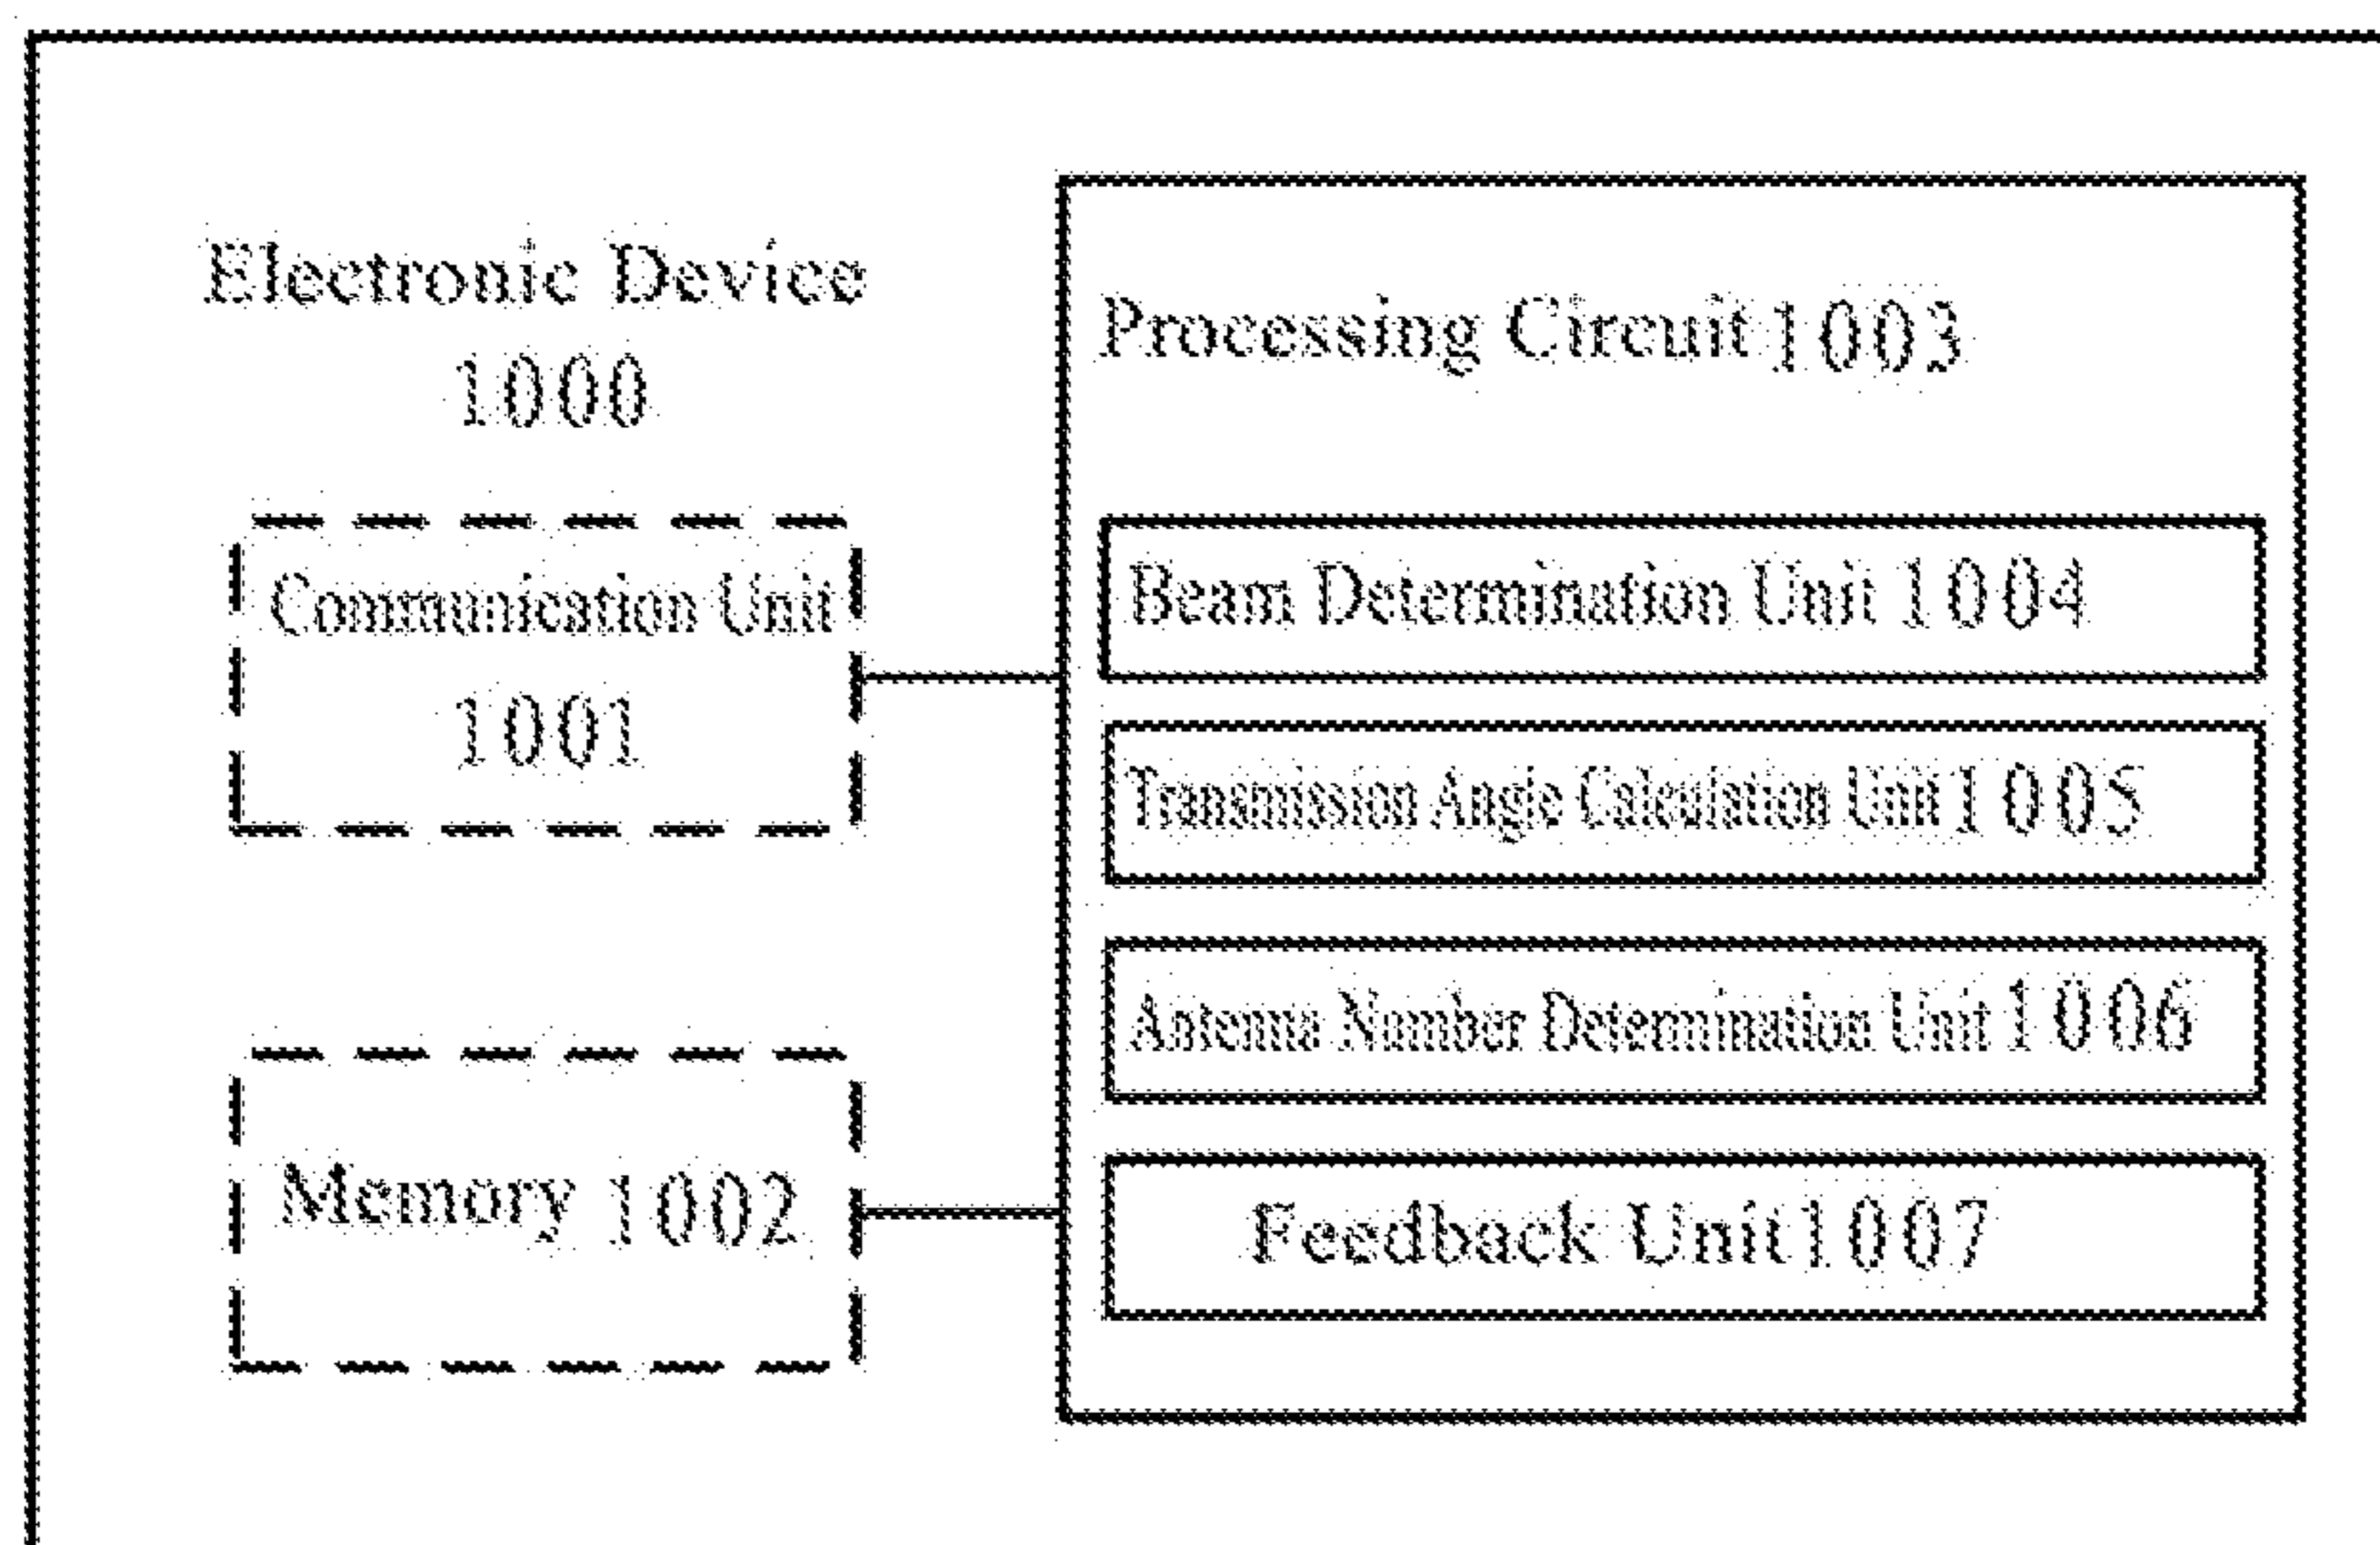 Electronic Device
1000
Processing Circuit 1003
Communication Unit
1001
Beam Determination Unit 1004
Transmission Angle Calculation Unit 1005
Antenna Number Determination Unit 1006
Memory 1002
Feedback Unit 1007